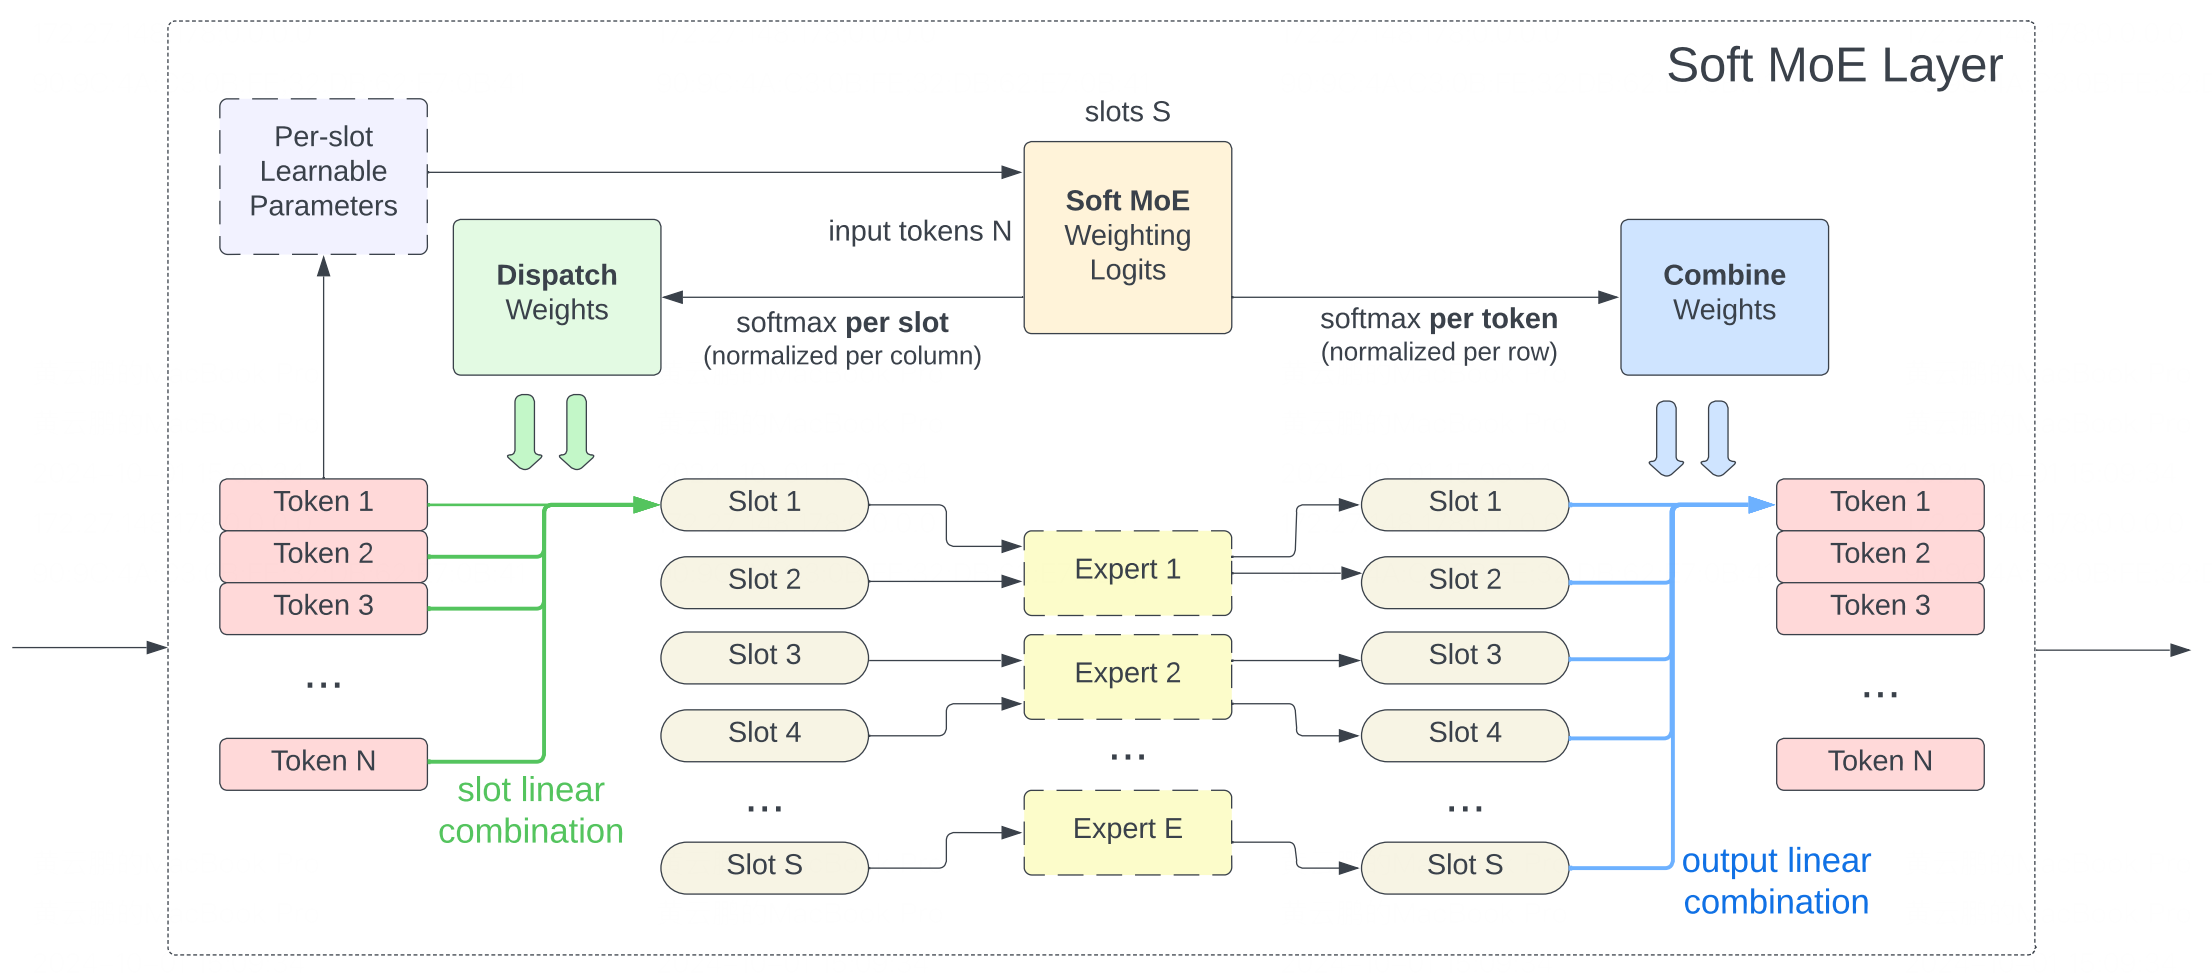 Soft MoE Layer
Per-slot
Learnable
Parameters
slots S
input tokens N
Soft MoE
Weighting
Logits
Dispatch
Weights
softmax per slot
(normalized per column)
softmax per token
(normalized per row)
Combine
Weights
Token 1
Token 2
Token 3
...
Token N
slot linear
combination
Slot 1
Slot 2
Slot 3
Slot 4
...
Slot S
Expert 1
Expert 2
...
Expert E
Slot 1
Slot 2
Slot 3
Slot 4
...
Slot S
output linear
combination
Token 1
Token 2
Token 3
...
Token N